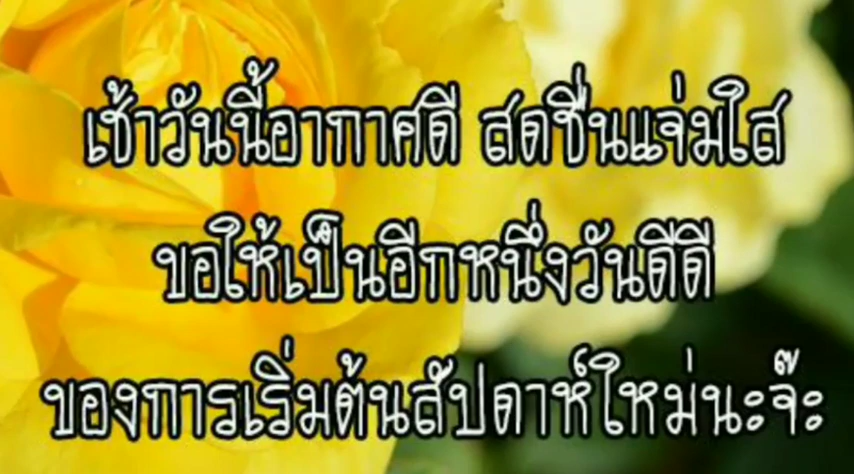 เช้าวันนี้อากาศดี สดชื่นแจ่มใส
ขอให้เป็นอีกหนึ่งวันดีดี
ของการเริ่มต้นสัปดาห์ใหม่นะจ๊ะ